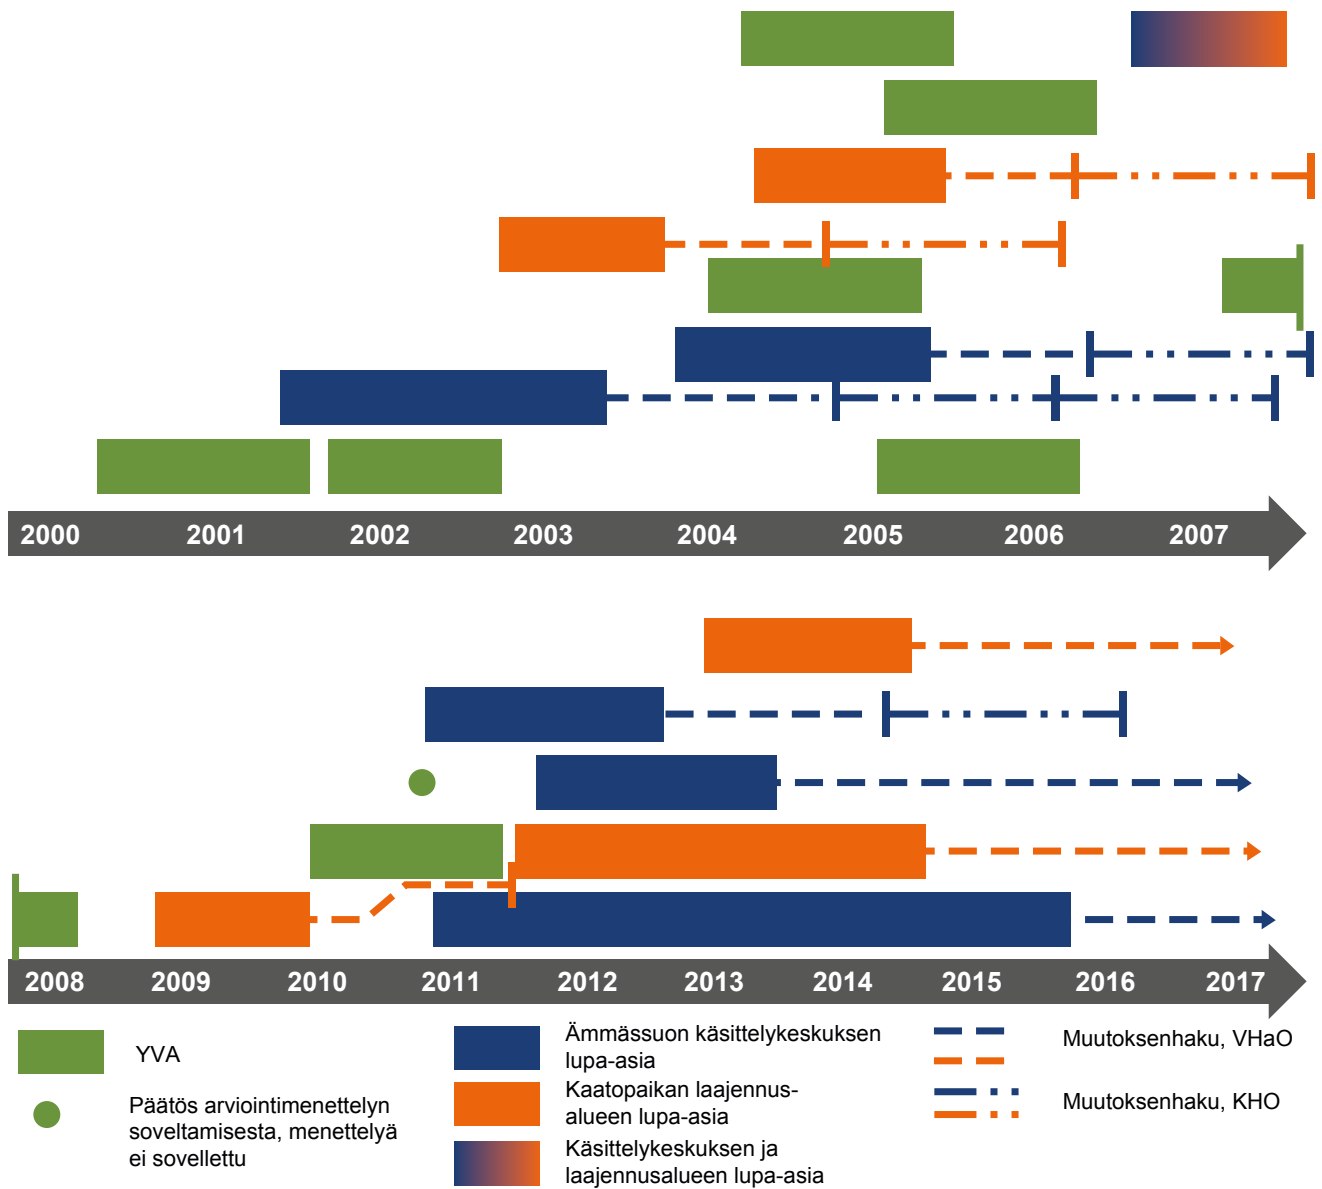 2000 2001 2002 2003 2004 2005 2006 2007
2008 2009 2010 2011 2012 2013 2014 2015 2016 2017
YVA
Päätös arviointimenettelyn
soveltamisesta, menettelyä
ei sovellettu
Ämmässuon käsittelykeskuksen
lupa-asia
Kaatopaikan laajennus-
alueen lupa-asia
Käsittelykeskuksen ja
laajennusalueen lupa-asia
Muutoksenhaku, VHaO
Muutoksenhaku, KHO